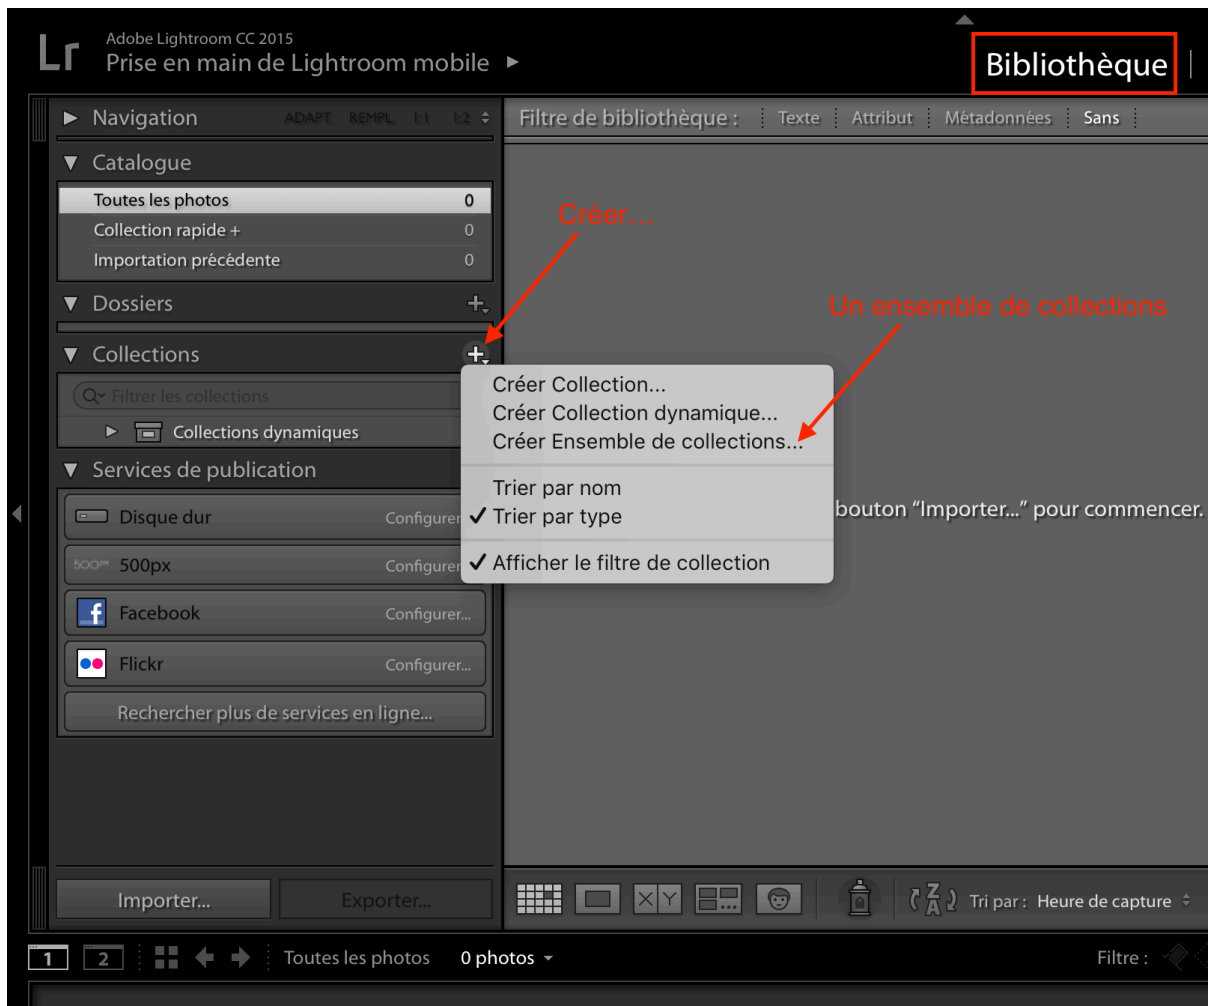 Lr
Adobe Lightroom CC 2015
Prise en main de Lightroom mobile
Bibliothèque
Navigation ADAPT. REMPL. 1:1 1:2
Filtre de bibliothèque : Texte Attribut Métadonnées Sans
Catalogue
Toutes les photos 0
Collection rapide + 0
Importation précédente 0
Créer...
Dossiers
Un ensemble de collections
Collections
Filtrer les collections
Collections dynamiques
Créer Collection...
Créer Collection dynamique...
Créer Ensemble de collections...
Trier par nom
Trier par type
Afficher le filtre de collection
bouton “Importer...” pour commencer.
Services de publication
Disque dur Configurer
500px 500px Configurer
f Facebook Configurer...
Flickr Configurer...
Rechercher plus de services en ligne...
Importer... Exporter...
X Y
Z A Tri par : Heure de capture
1 2 Toutes les photos 0 photos Filtre :